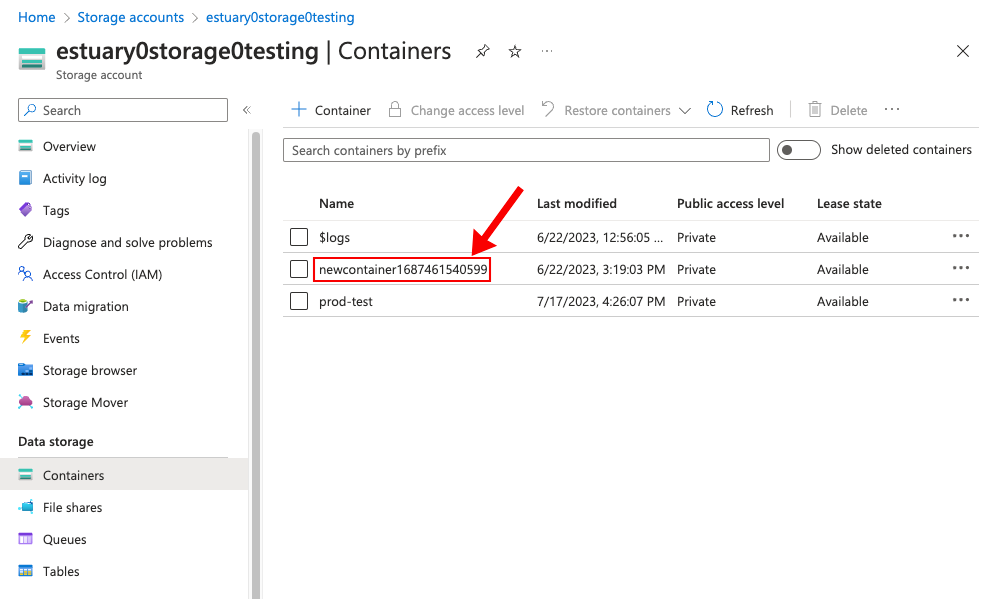 Home > Storage accounts > estuary0storage0testing
estuary0storage0testing | Containers
Storage account
Search
Overview
Activity log
Tags
Diagnose and solve problems
Access Control (IAM)
Data migration
Events
Storage browser
Storage Mover
Data storage
Containers
File shares
Queues
Tables
Container Change access level Restore containers Refresh Delete
Search containers by prefix Show deleted containers
Name Last modified Public access level Lease state
$logs 6/22/2023, 12:56:05 ... Private Available
newcontainer1687461540599 6/22/2023, 3:19:03 PM Private Available
prod-test 7/17/2023, 4:26:07 PM Private Available